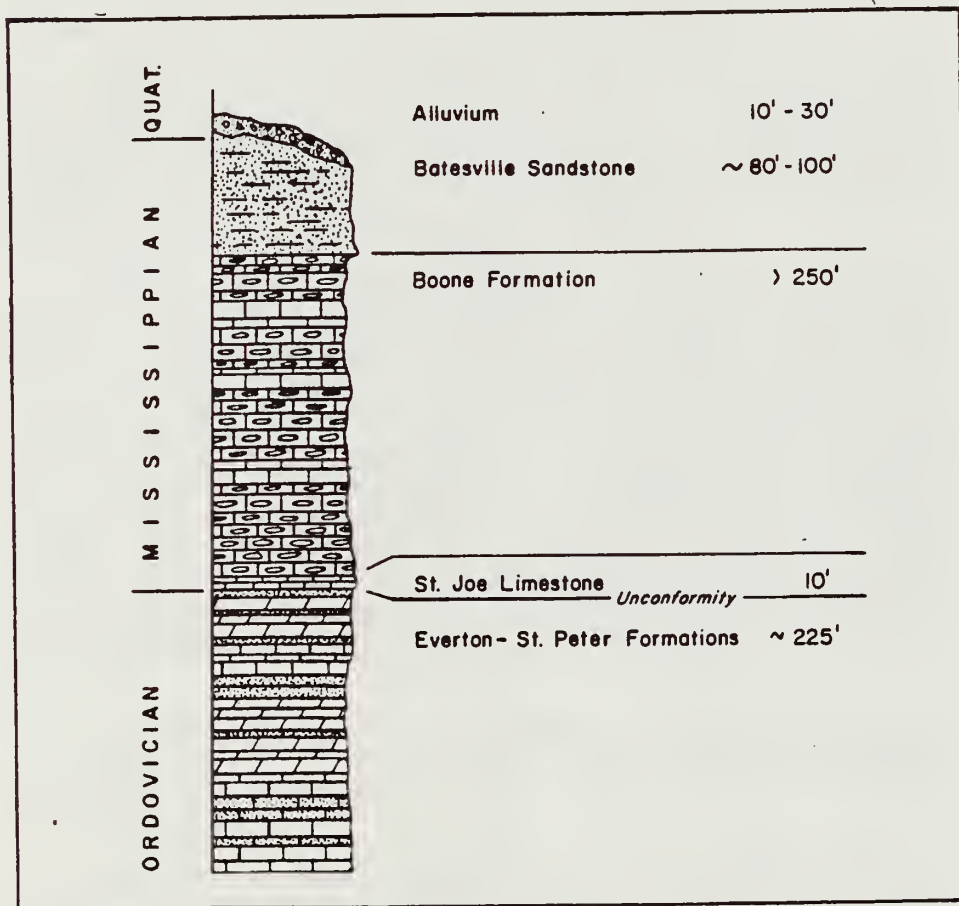 QUAT.
Alluvium 10' - 30'
Batesville Sandstone ~ 80' - 100'
MISSISSIPPIAN
Boone Formation > 250'
St. Joe Limestone 10'
Unconformity
Everton - St. Peter Formations ~ 225'
ORDOVICIAN